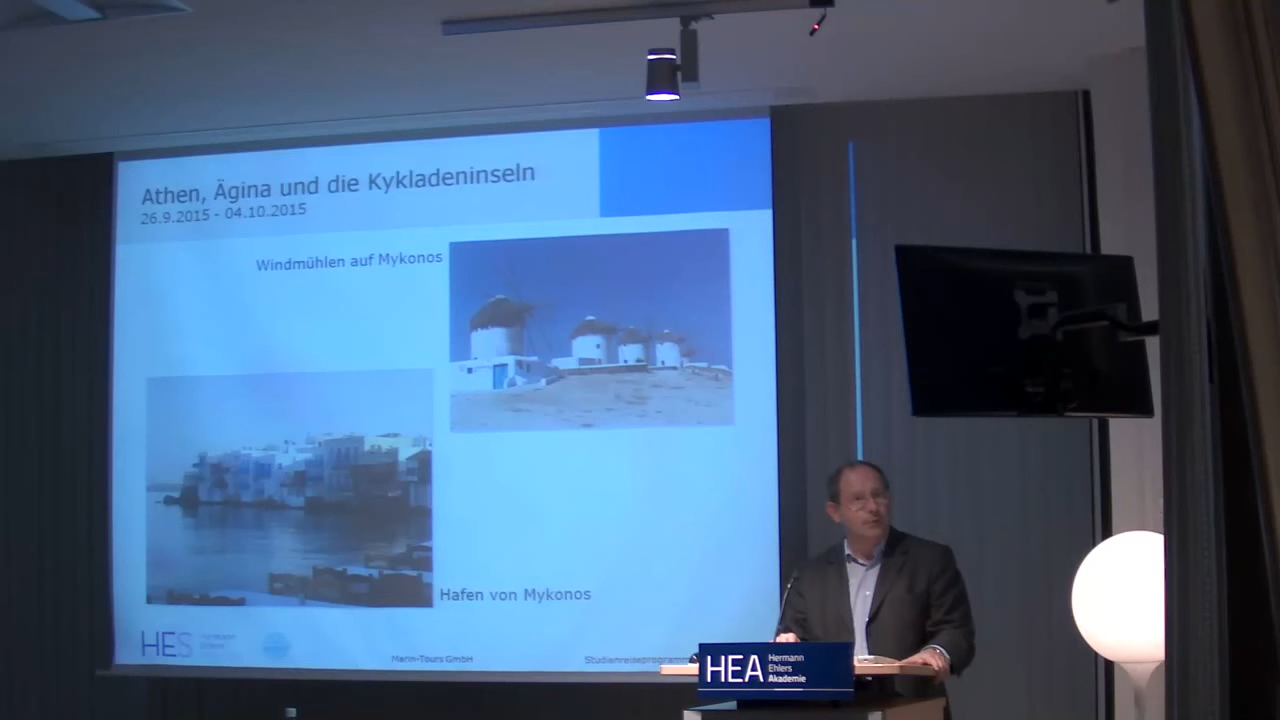 Athen, Ägina und die Kykladeninseln
26.9.2015 - 04.10.2015
Windmühlen auf Mykonos
Hafen von Mykonos
HES
Marin-Tours GmbH
Studienreiseprogramm
HEA
Hermann
Ehlers
Akademie